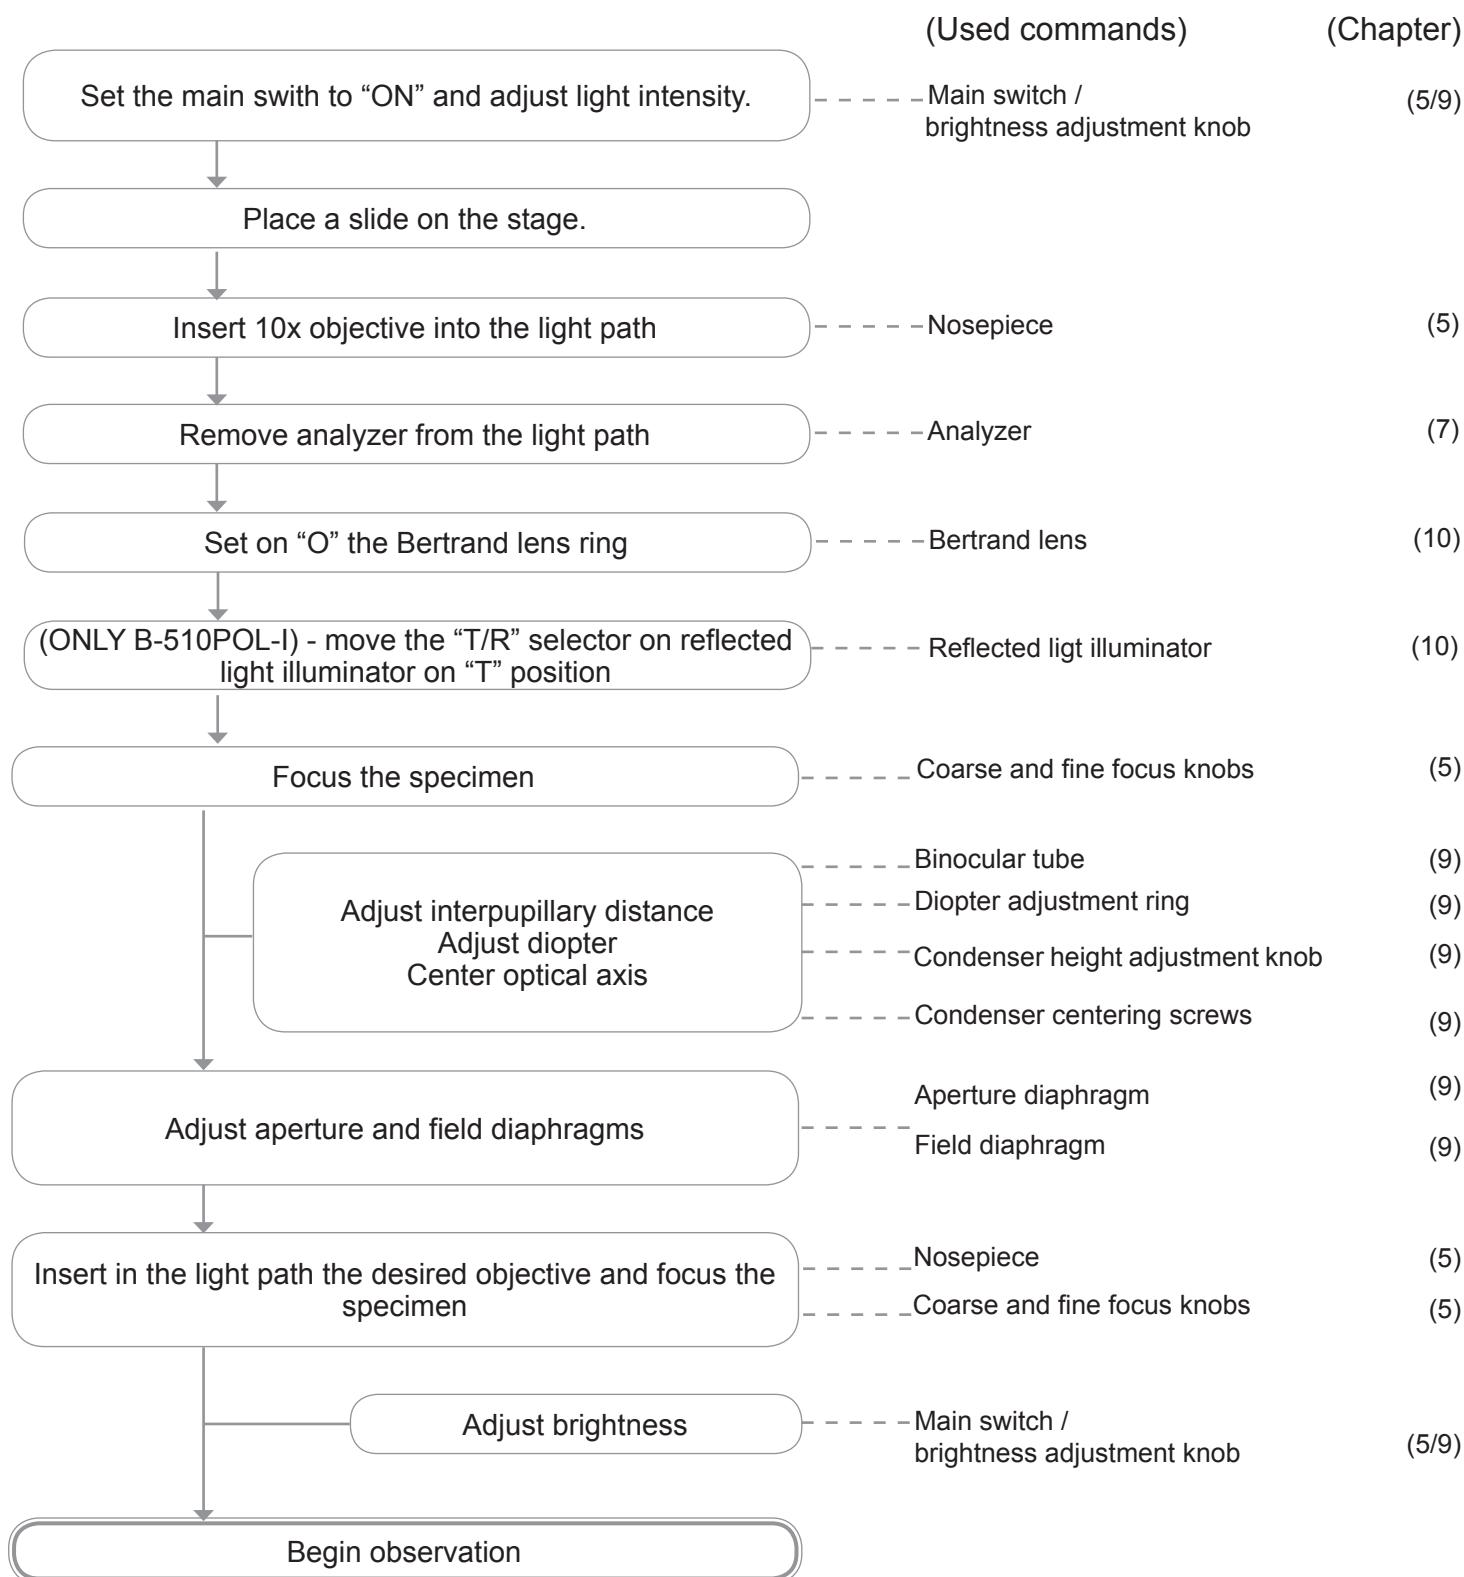 (Used commands) (Chapter)
Set the main swith to “ON” and adjust light intensity.
Main switch /
brightness adjustment knob
(5/9)
Place a slide on the stage.
Insert 10x objective into the light path
Nosepiece
(5)
Remove analyzer from the light path
Analyzer
(7)
Set on “O” the Bertrand lens ring
Bertrand lens
(10)
(ONLY B-510POL-I) - move the “T/R” selector on reflected
light illuminator on “T” position
Reflected ligt illuminator
(10)
Focus the specimen
Coarse and fine focus knobs
(5)
Adjust interpupillary distance
Adjust diopter
Center optical axis
Binocular tube
(9)
Diopter adjustment ring
(9)
Condenser height adjustment knob
(9)
Condenser centering screws
(9)
Adjust aperture and field diaphragms
Aperture diaphragm
(9)
Field diaphragm
(9)
Insert in the light path the desired objective and focus the
specimen
Nosepiece
(5)
Coarse and fine focus knobs
(5)
Adjust brightness
Main switch /
brightness adjustment knob
(5/9)
Begin observation